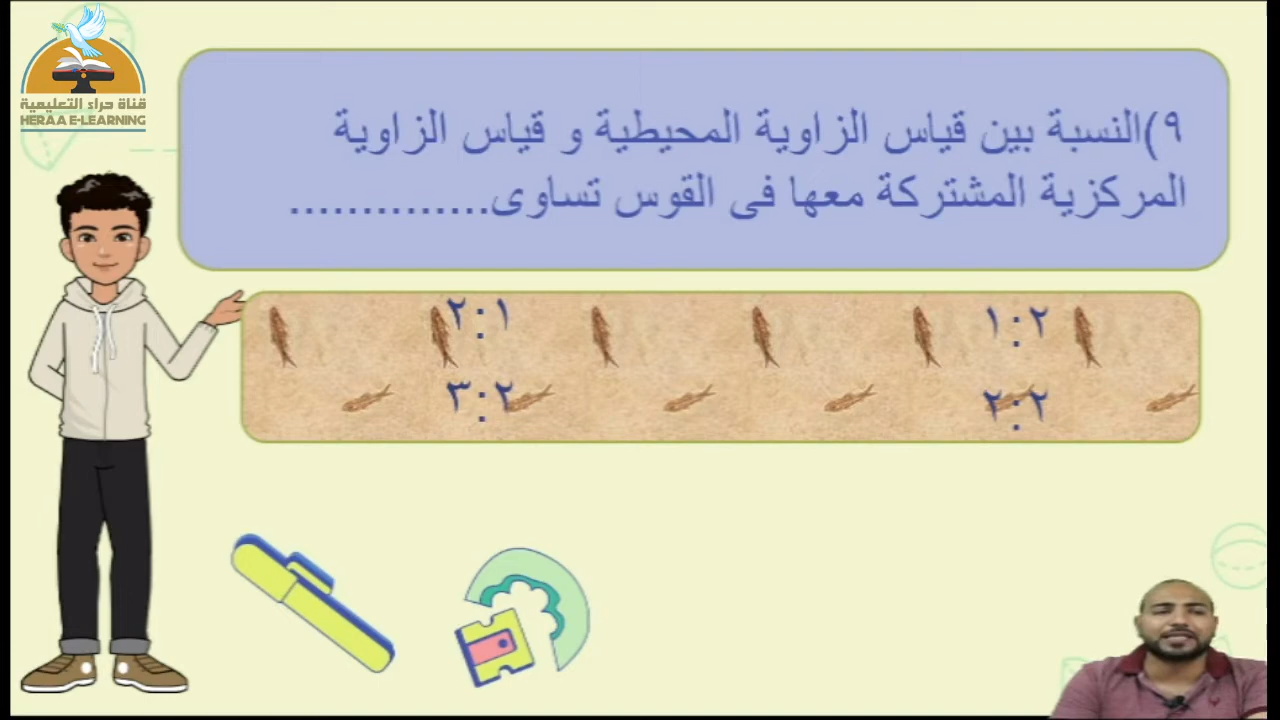 قناة حراء التعليمية
HERAA E-LEARNING
٩)النسبة بين قياس الزاوية المحيطية و قياس الزاوية
المركزية المشتركة معها فى القوس تساوى..............
١:٢
٢:١
٢:٢
٣:٢